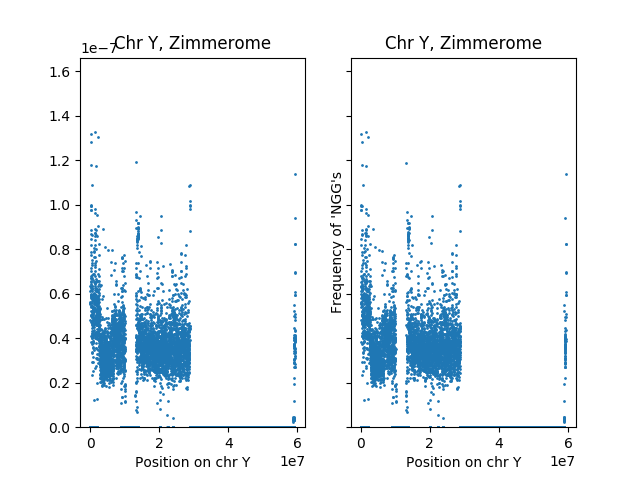 1e−7
Chr Y, Zimmerome
Chr Y, Zimmerome
1.6
1.4
1.2
1.0
0.8
0.6
0.4
0.2
0.0
Frequency of 'NGG's
0 2 4 6
0 2 4 6
Position on chr Y 1e7
Position on chr Y 1e7